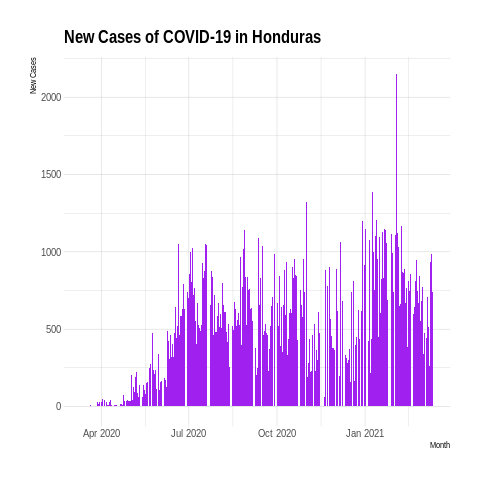 New Cases of COVID-19 in Honduras
New Cases
2000
1500
1000
500
0
Apr 2020
Jul 2020
Oct 2020
Jan 2021
Month